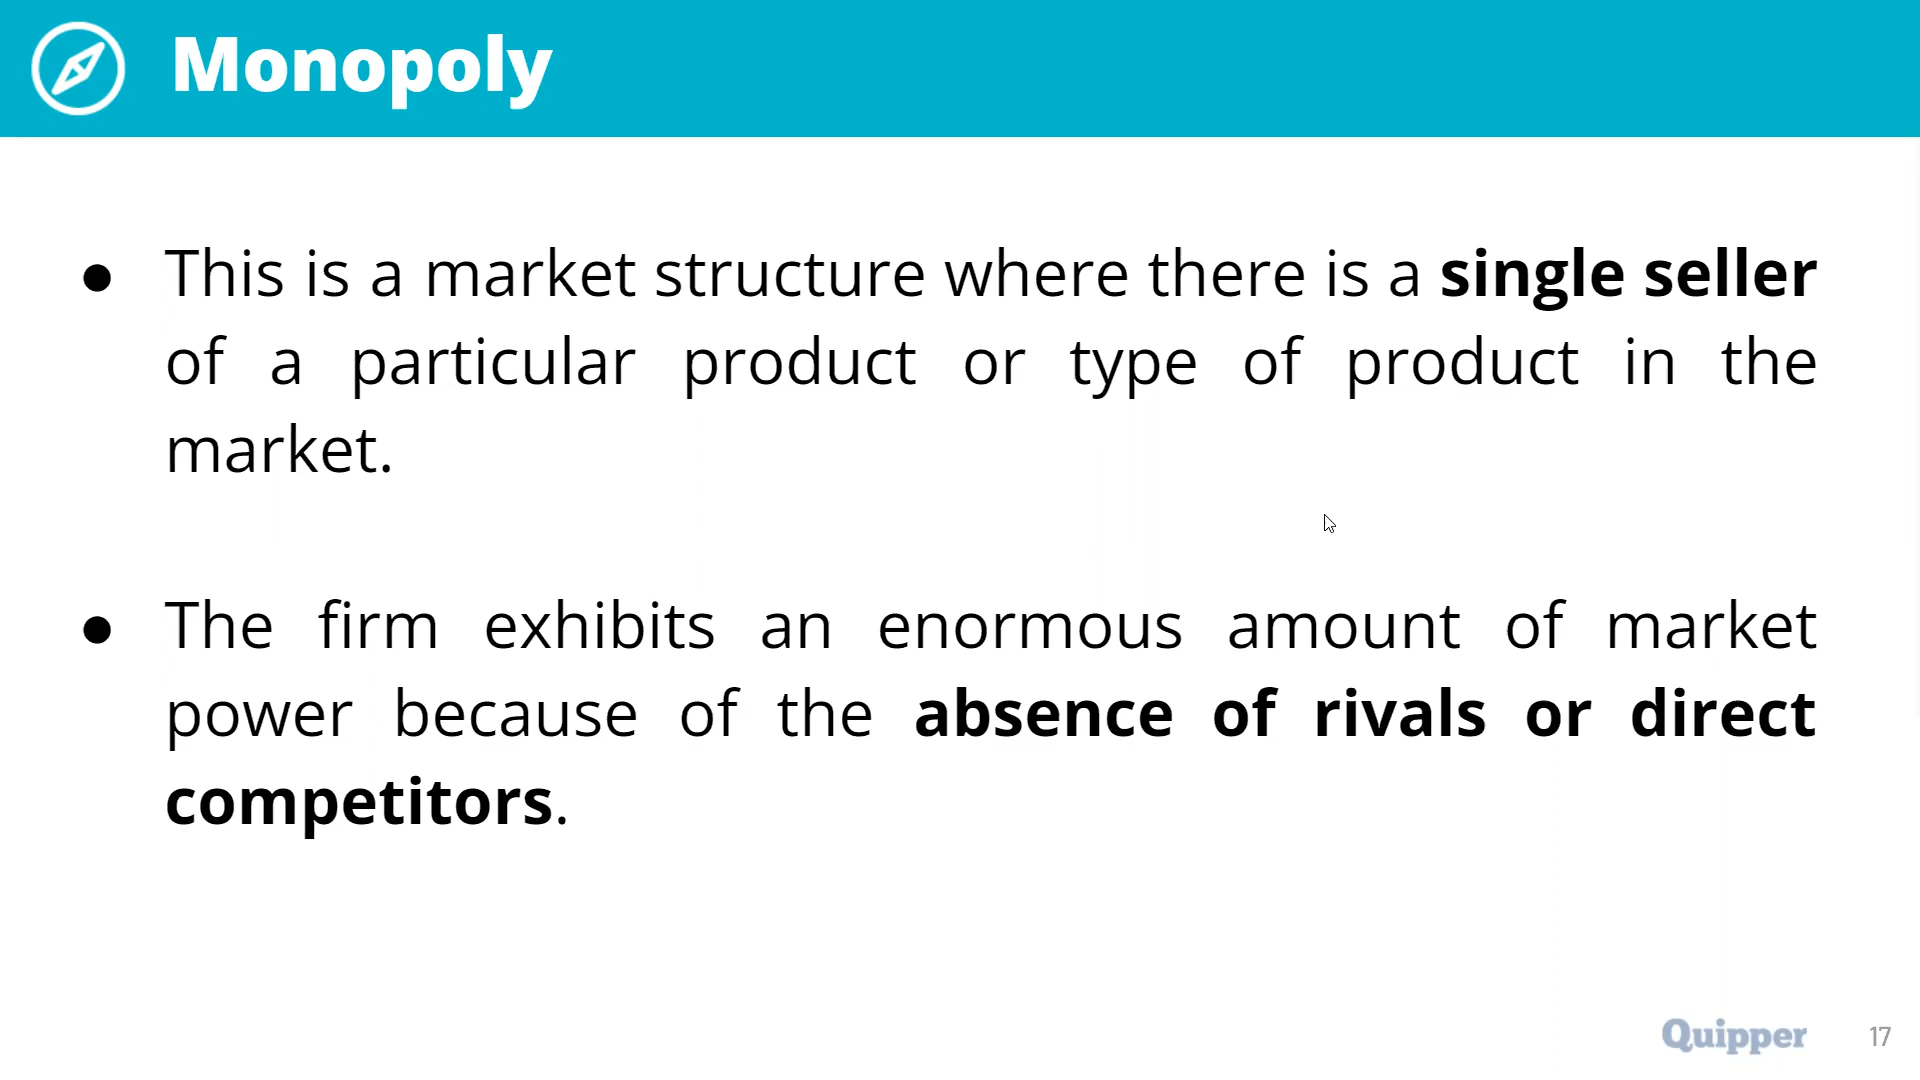 Monopoly
● This is a market structure where there is a single seller
of a particular product or type of product in the
market.
● The firm exhibits an enormous amount of market
power because of the absence of rivals or direct
competitors.
Quipper 17